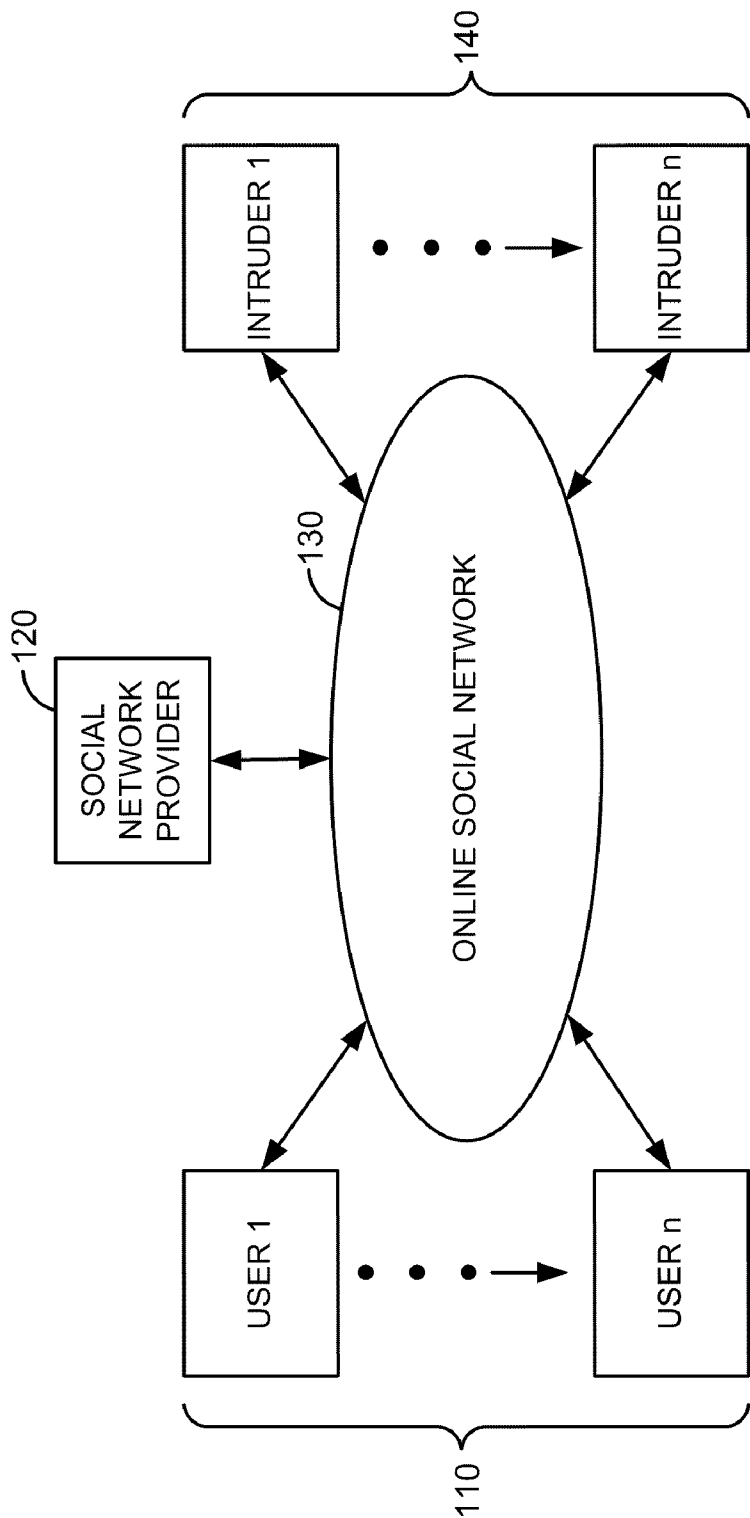 120
SOCIAL
NETWORK
PROVIDER
130
ONLINE SOCIAL NETWORK
110
USER 1
USER n
INTRUDER 1
INTRUDER n
140